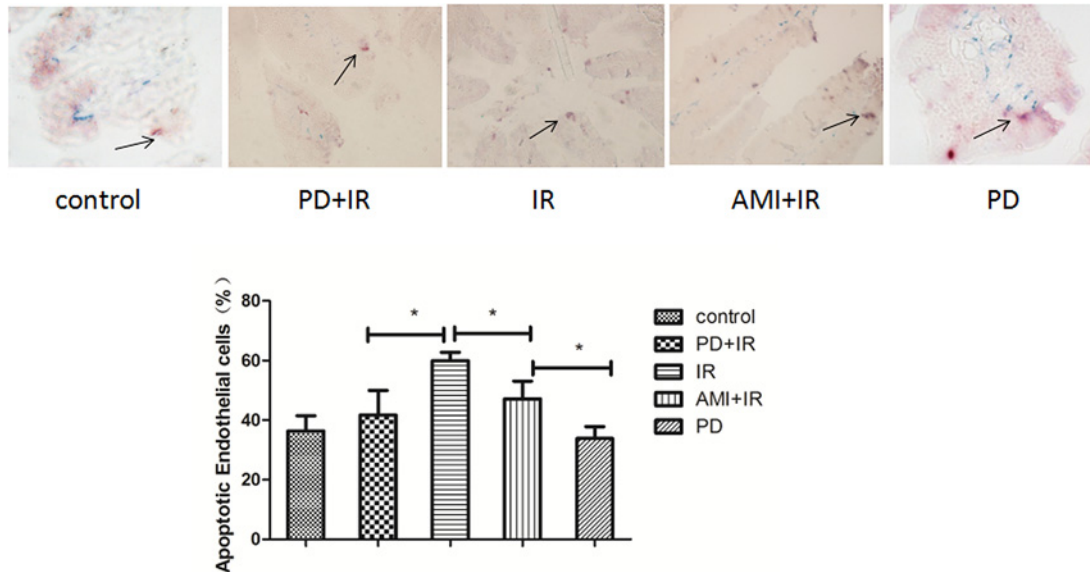 control PD+IR IR AMI+IR PD
Apoptotic Endothelial cells (%)
80
60
40
20
0
* * *
control
PD+IR
IR
AMI+IR
PD